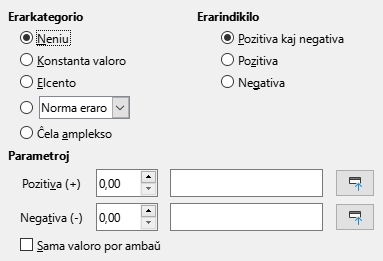 Erarkategorio
Neniu
Konstanta valoro
Elcento
Norma eraro
Ĉela amplekso
Erarindikilo
Pozitiva kaj negativa
Pozitiva
Negativa
Parametroj
Pozitiva (+) 0,00
Negativa (-) 0,00
Sama valoro por ambaŭ